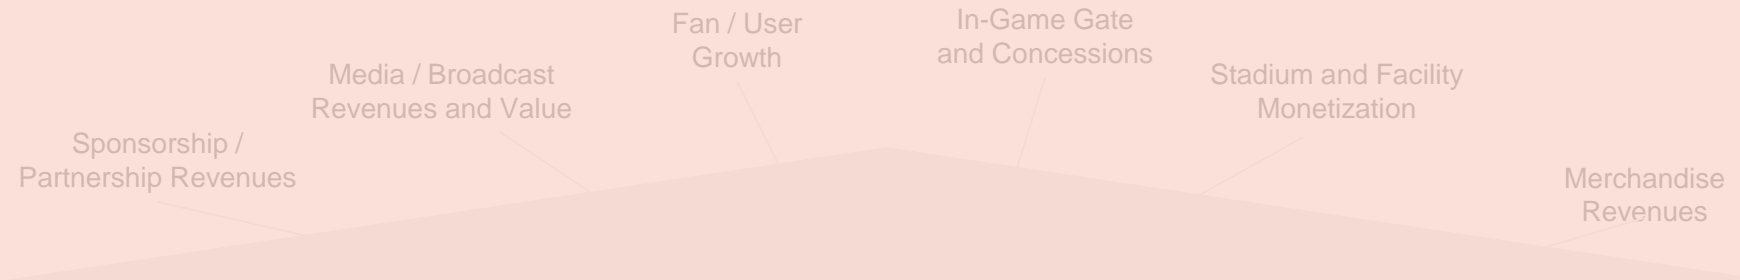 Sponsorship /
Partnership Revenues
Media / Broadcast
Revenues and Value
Fan / User
Growth
In-Game Gate
and Concessions
Stadium and Facility
Monetization
Merchandise
Revenues